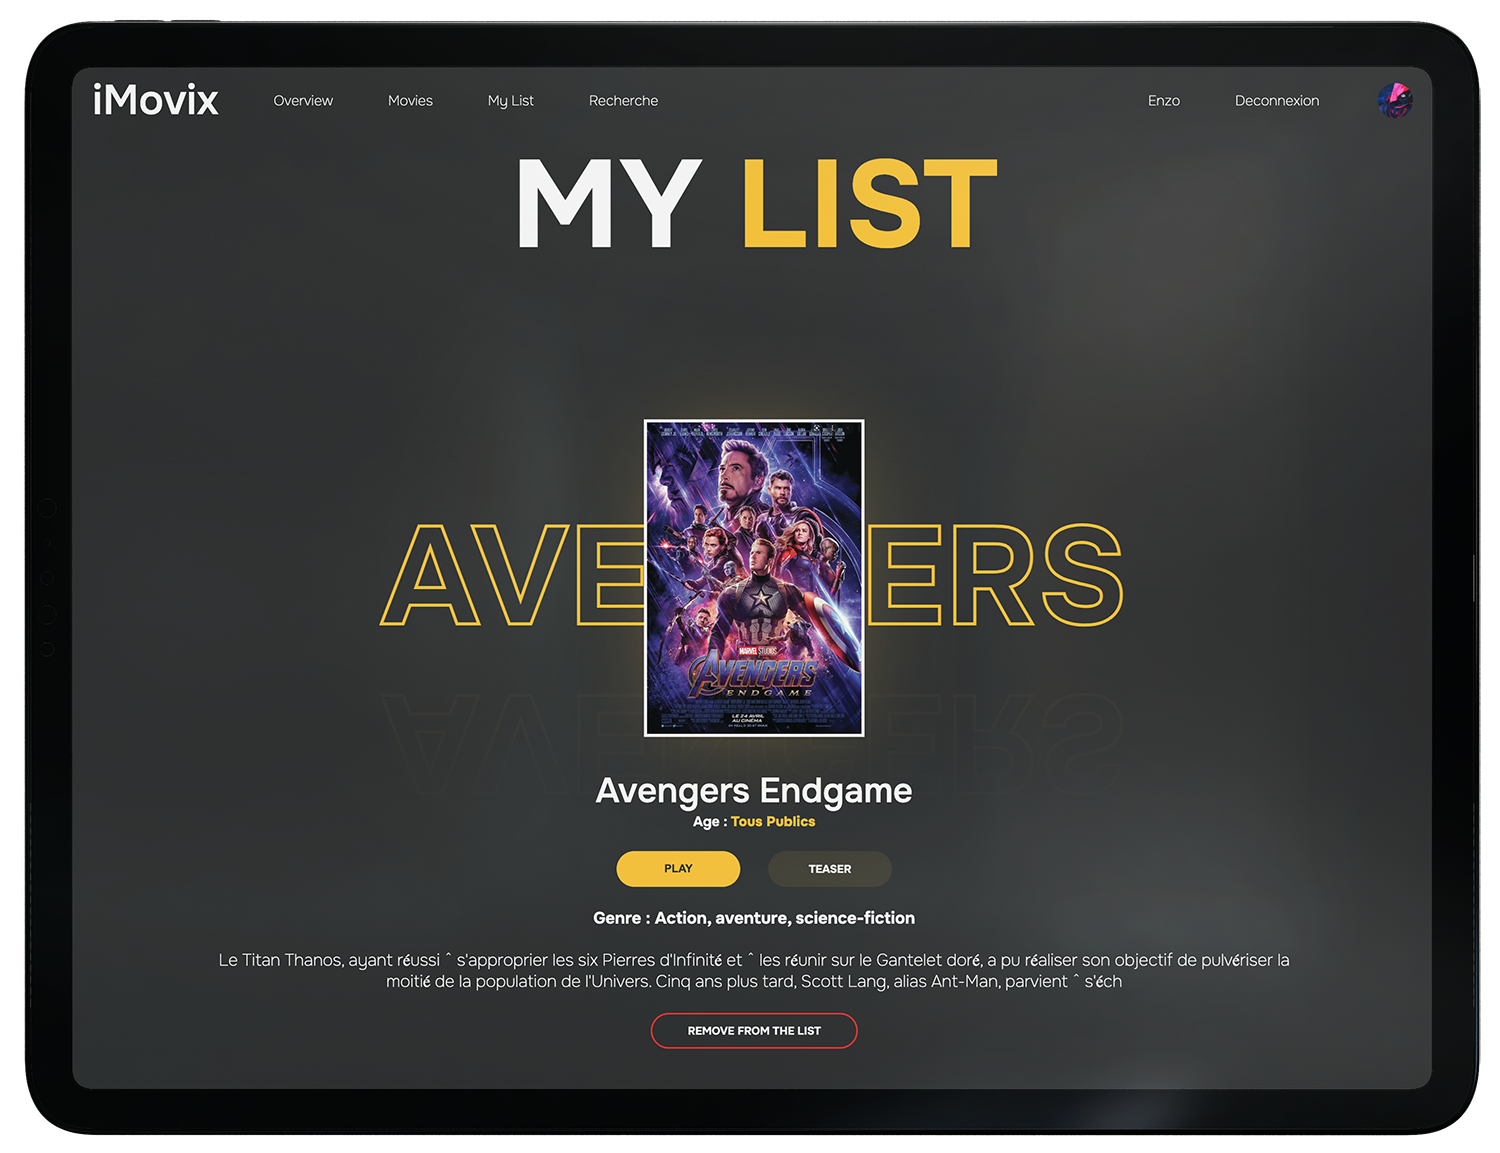 iMovix
Overview
Movies
My List
Recherche
Enzo
Deconnexion
MY LIST
AVE ERS
MARVEL STUDIOS
AVENGERS
ENDGAME
LE 24 AVRIL
AU CINÉMA
Avengers Endgame
Age : Tous Publics
PLAY
TEASER
Genre : Action, aventure, science-fiction
Le Titan Thanos, ayant réussi ˆ s'approprier les six Pierres d'Infinité et ˆ les réunir sur le Gantelet doré, a pu réaliser son objectif de pulvériser la
moitié de la population de l'Univers. Cinq ans plus tard, Scott Lang, alias Ant-Man, parvient ˆ s'éch
REMOVE FROM THE LIST